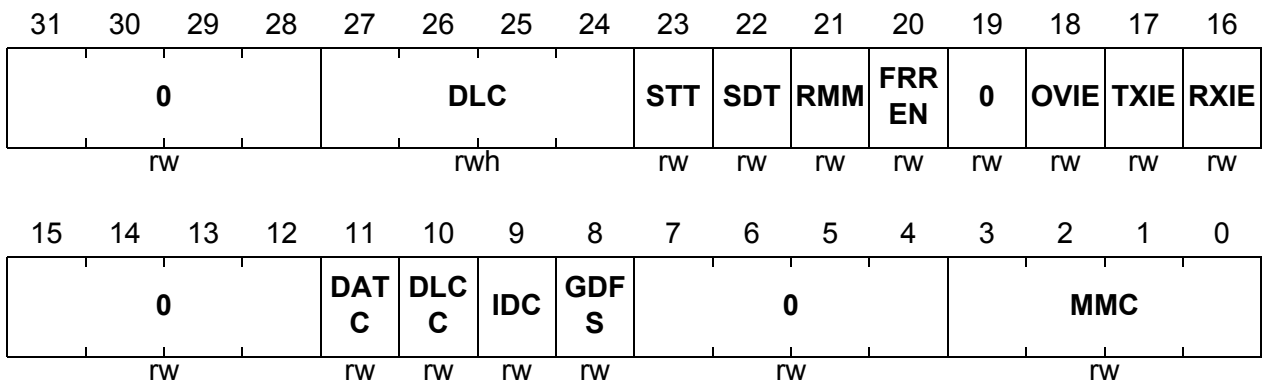 31 30 29 28 27 26 25 24 23 22 21 20 19 18 17 16
0 DLC STT SDT RMM FRR EN 0 OVIE TXIE RXIE
rw rwh rw rw rw rw rw rw rw rw
15 14 13 12 11 10 9 8 7 6 5 4 3 2 1 0
0 DAT C DLC C IDC GDF S 0 MMC
rw rw rw rw rw rw rw